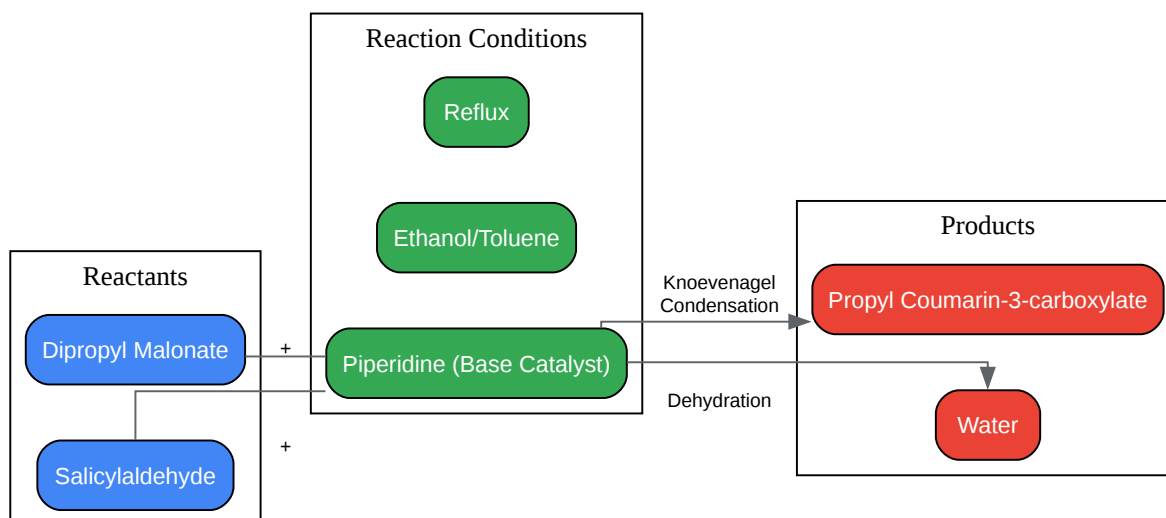 Reaction Conditions
Reflux
Ethanol/Toluene
Piperidine (Base Catalyst)
Reactants
Dipropyl Malonate
Salicylaldehyde
+
+
Knoevenagel
Condensation
Dehydration
Products
Propyl Coumarin-3-carboxylate
Water